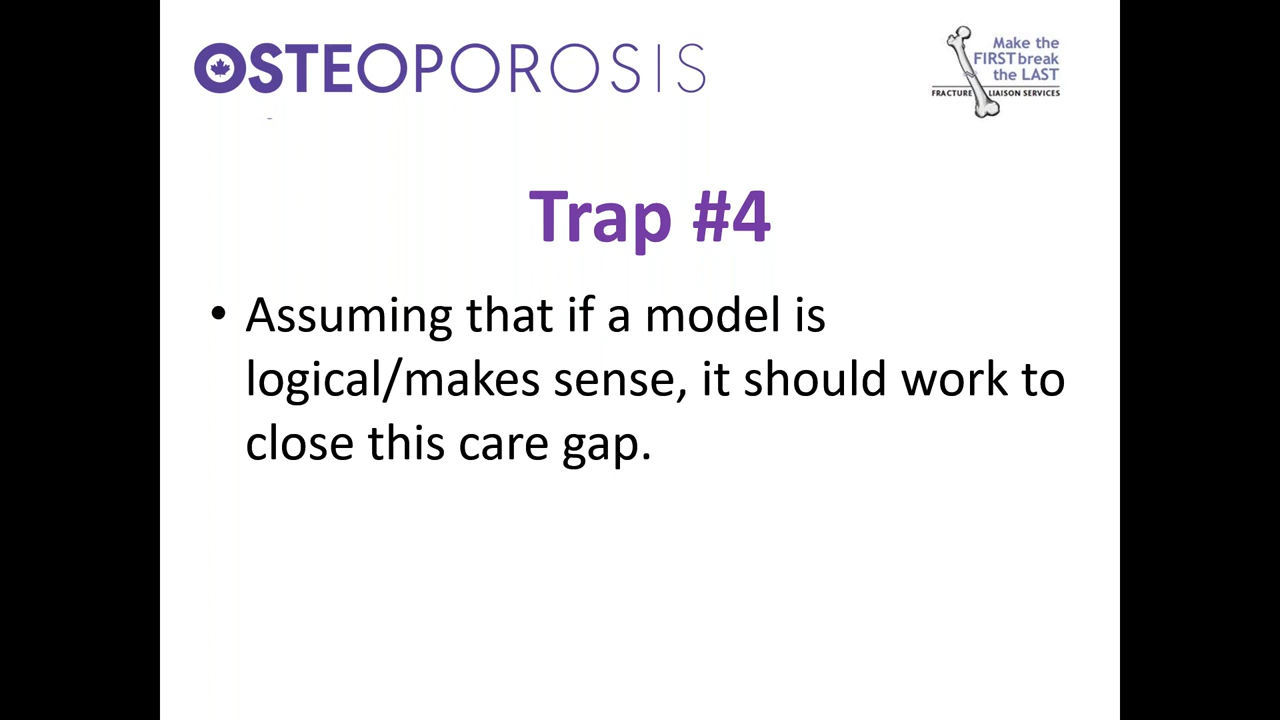 OSTEOPOROSIS
Make the
FIRST break
the LAST
FRACTURE LIAISON SERVICES
Trap #4
• Assuming that if a model is
logical/makes sense, it should work to
close this care gap.